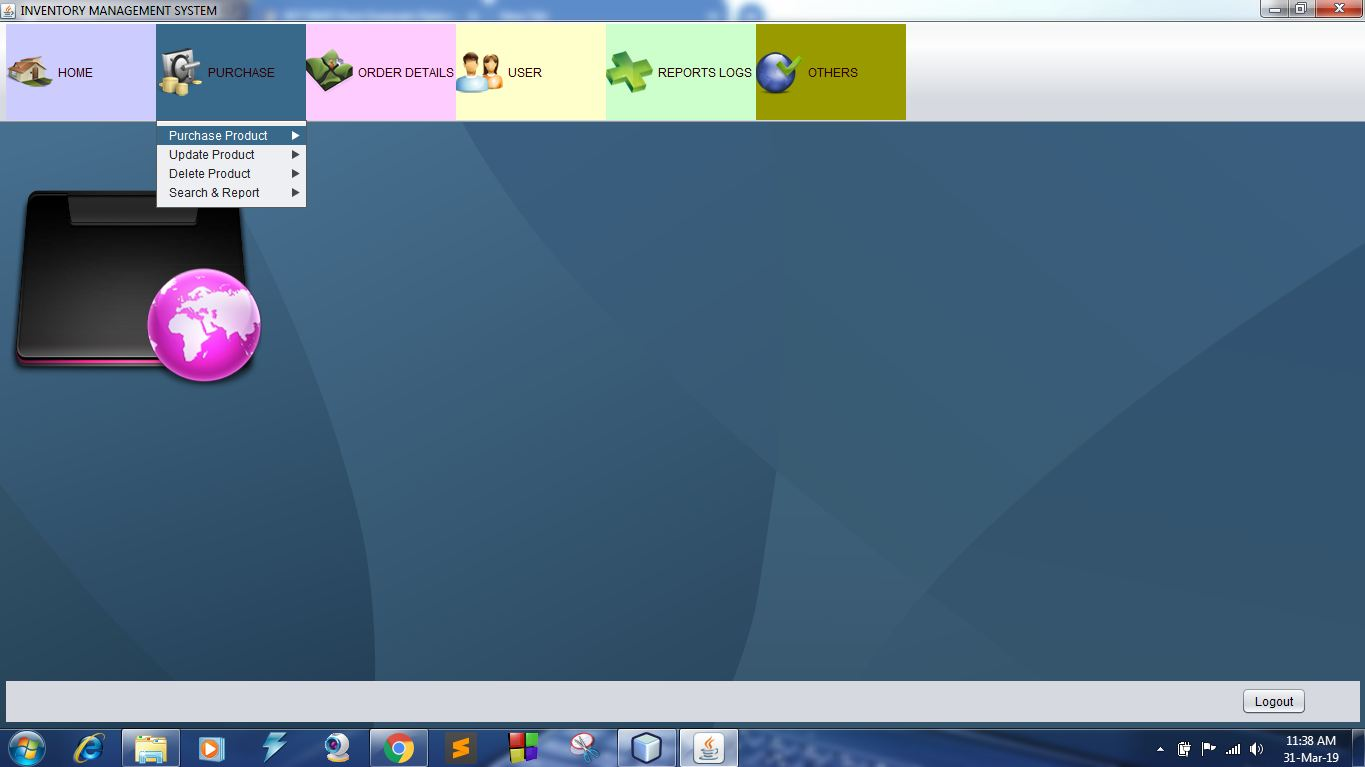 INVENTORY MANAGEMENT SYSTEM
HOME
PURCHASE
ORDER DETAILS
USER
REPORTS LOGS
OTHERS
Purchase Product
Update Product
Delete Product
Search & Report
Logout
11:38 AM
31-Mar-19